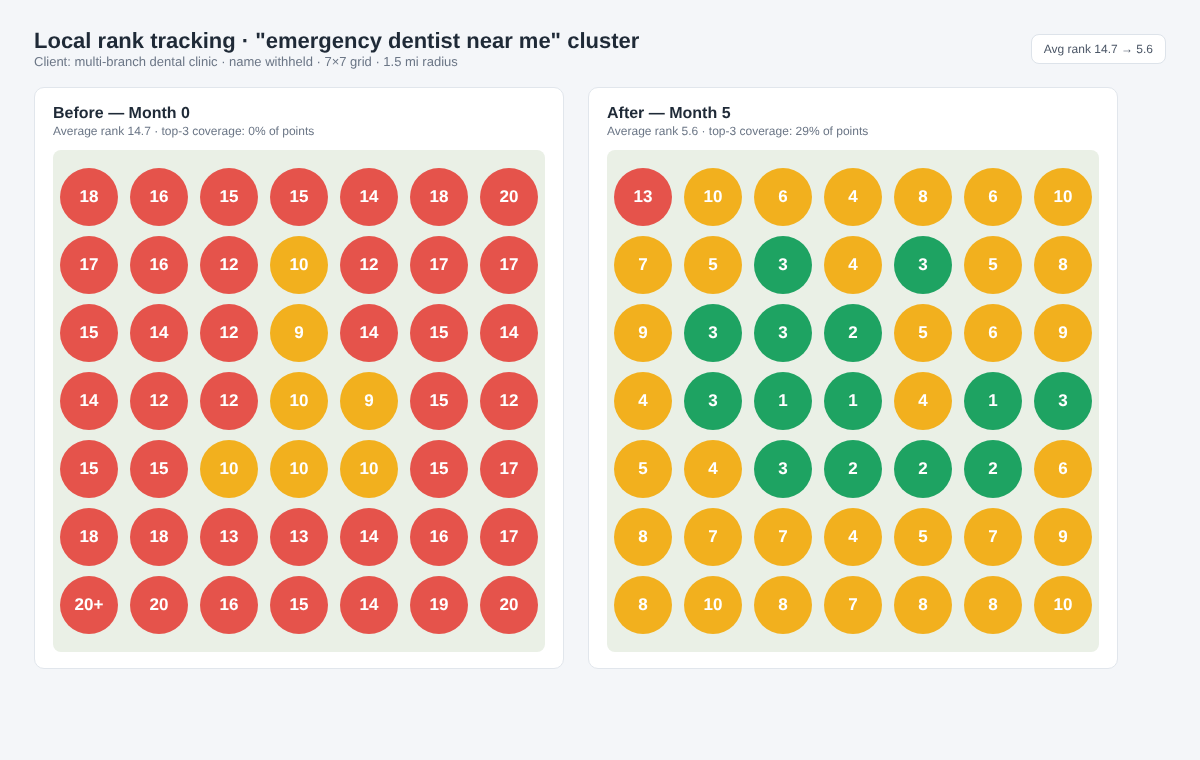 Local rank tracking · "emergency dentist near me" cluster
Client: multi-branch dental clinic · name withheld · 7×7 grid · 1.5 mi radius
Avg rank 14.7 → 5.6
Before — Month 0
Average rank 14.7 · top-3 coverage: 0% of points
18 16 15 15 14 18 20
17 16 12 10 12 17 17
15 14 12 9 14 15 14
14 12 12 10 9 15 12
15 15 10 10 10 15 17
18 18 13 13 14 16 17
20+ 20 16 15 14 19 20
After — Month 5
Average rank 5.6 · top-3 coverage: 29% of points
13 10 6 4 8 6 10
7 5 3 4 3 5 8
9 3 3 2 5 6 9
4 3 1 1 4 1 3
5 4 3 2 2 2 6
8 7 7 4 5 7 9
8 10 8 7 8 8 10